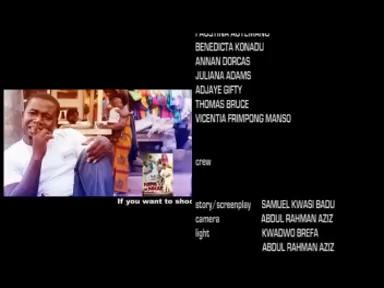 BENEDICTA KONADU
ANNAN DORCAS
JULIANA ADAMS
ADJAYE GIFTY
THOMAS BRUCE
VICENTIA FRIMPONG MANSO
crew
story/screenplay SAMUEL KWASI BADU
camera ABDUL RAHMAN AZIZ
light KWADWO BREFA
ABDUL RAHMAN AZIZ
If you want to shoo